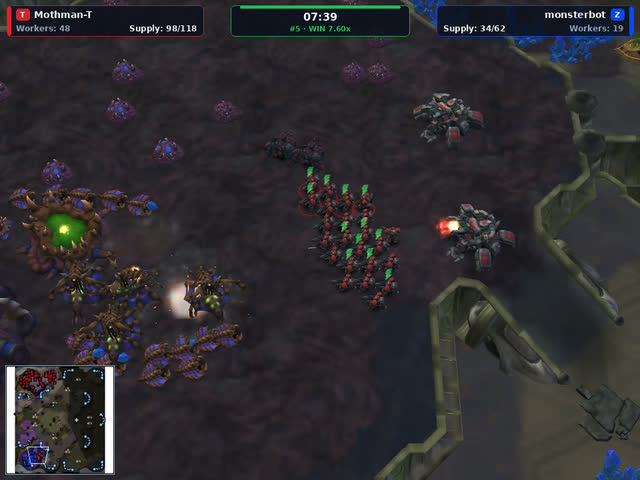 T Mothman-T
Workers: 48 Supply: 98/118
07:39
#5 · WIN 7.60x
monsterbot Z
Supply: 34/62 Workers: 19